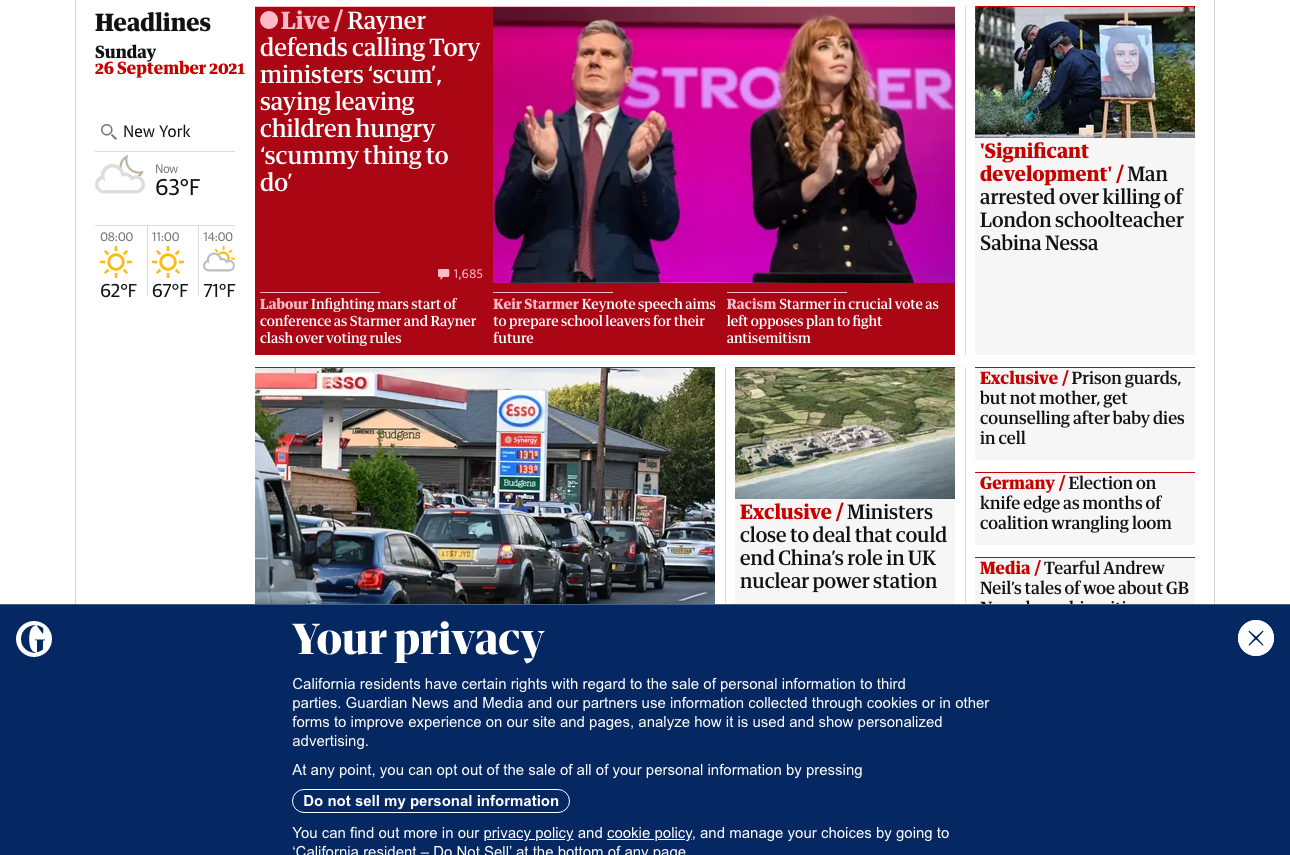 Headlines
Sunday
26 September 2021
New York
Now
63°F
08:00
62°F
11:00
67°F
14:00
71°F
Live / Rayner
defends calling Tory
ministers ‘scum’,
saying leaving
children hungry
‘scummy thing to
do’
1,685
STRO
ER
Labour Infighting mars start of
conference as Starmer and Rayner
clash over voting rules
Keir Starmer Keynote speech aims
to prepare school leavers for their
future
Racism Starmer in crucial vote as
left opposes plan to fight
antisemitism
'Significant
development' / Man
arrested over killing of
London schoolteacher
Sabina Nessa
ESSO
Esso
Synergy
137.9
139.9
Budgens
Budgens
Exclusive / Ministers
close to deal that could
end China’s role in UK
nuclear power station
Exclusive / Prison guards,
but not mother, get
counselling after baby dies
in cell
Germany / Election on
knife edge as months of
coalition wrangling loom
Media / Tearful Andrew
Neil’s tales of woe about GB
Your privacy
California residents have certain rights with regard to the sale of personal information to third
parties. Guardian News and Media and our partners use information collected through cookies or in other
forms to improve experience on our site and pages, analyze how it is used and show personalized
advertising.
At any point, you can opt out of the sale of all of your personal information by pressing
Do not sell my personal information
You can find out more in our privacy policy and cookie policy, and manage your choices by going to
‘California resident – Do Not Sell’ at the bottom of any page.